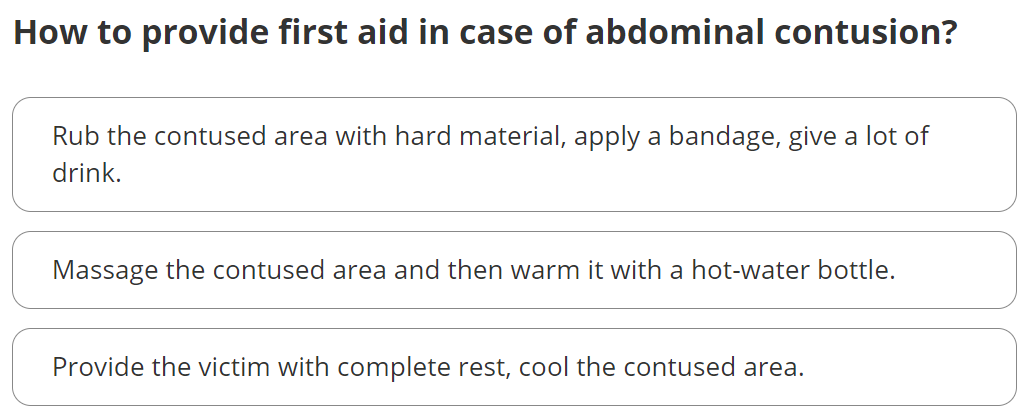 How to provide first aid in case of abdominal contusion?
Rub the contused area with hard material, apply a bandage, give a lot of
drink.
Massage the contused area and then warm it with a hot-water bottle.
Provide the victim with complete rest, cool the contused area.